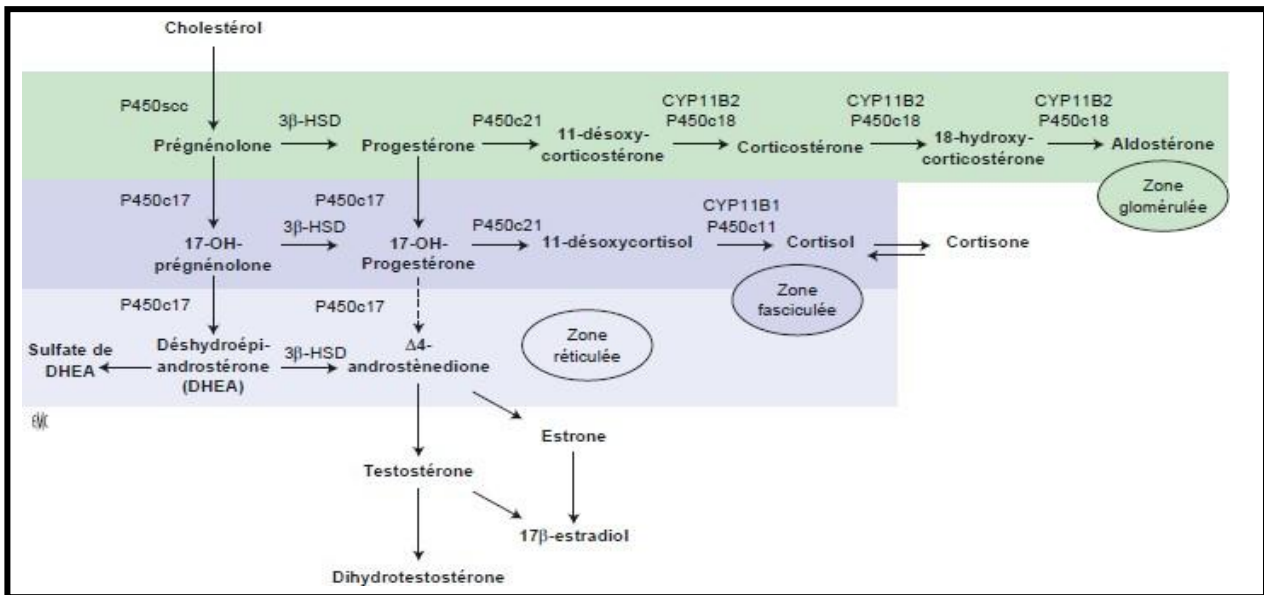 Cholestérol
P450scc
3β-HSD
P450c21
CYP11B2
P450c18
CYP11B2
P450c18
CYP11B2
P450c18
Prégnénolone
Progestérone
11-désoxy-
corticostérone
Corticostérone
18-hydroxy-
corticostérone
Aldostérone
Zone
glomérulée
P450c17
P450c17
3β-HSD
P450c21
CYP11B1
P450c11
17-OH-
prégnénolone
17-OH-
Progestérone
11-désoxycortisol
Cortisol
Cortisone
Zone
fasciculée
P450c17
P450c17
Zone
réticulée
Sulfate de
DHEA
Déshydroépi-
androstérone
(DHEA)
3β-HSD
Δ4-
androstènedione
EMC
Estrone
Testostérone
17β-estradiol
Dihydrotestostérone